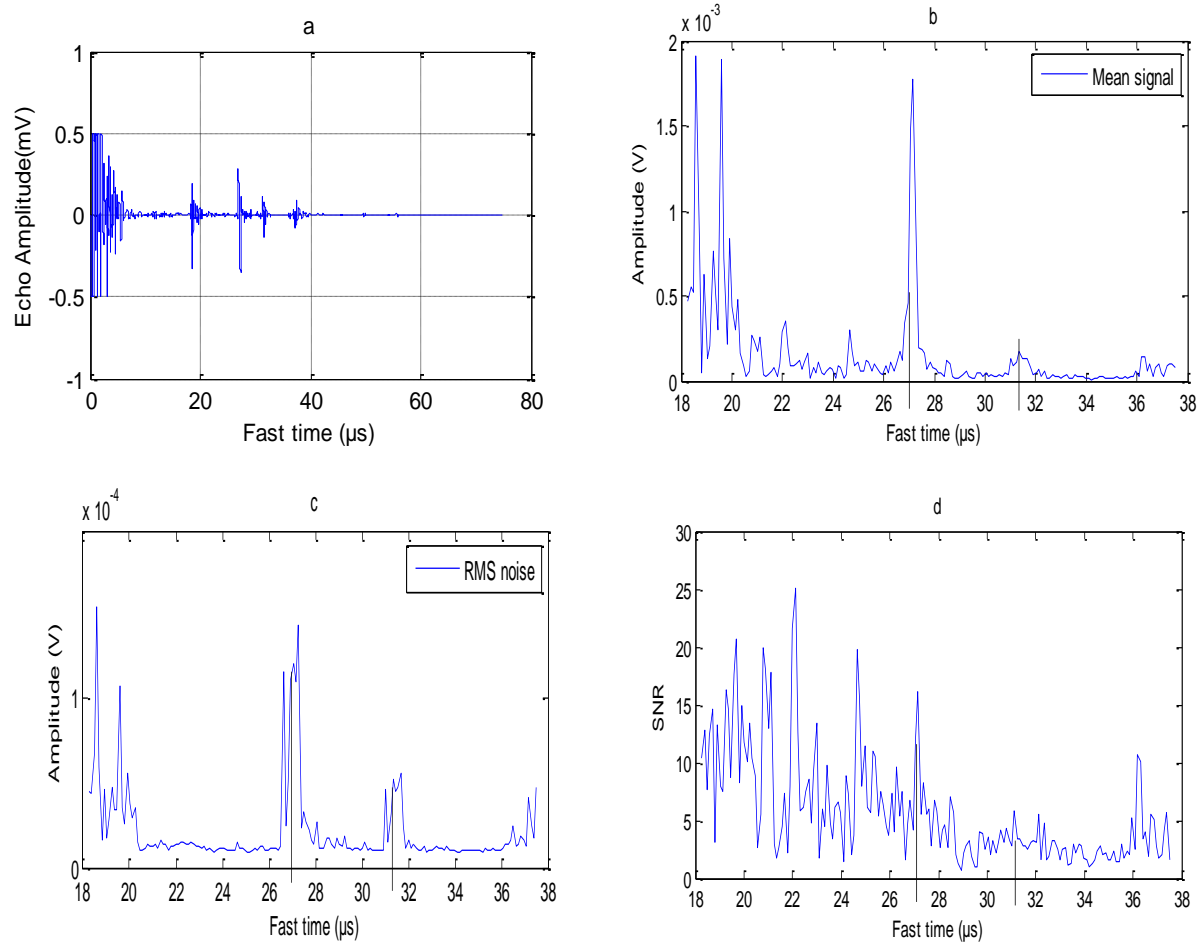 a
1
0.5
0
-0.5
-1
Echo Amplitude(mV)
0 20 40 60 80
Fast time (µs)
b
x 10^-3
2
1.5
1
0.5
0
Amplitude (V)
Mean signal
18 20 22 24 26 28 30 32 34 36 38
Fast time (µs)
c
x 10^-4
1
0
Amplitude (V)
RMS noise
18 20 22 24 26 28 30 32 34 36 38
Fast time (µs)
d
30
25
20
15
10
5
0
SNR
18 20 22 24 26 28 30 32 34 36 38
Fast time (µs)